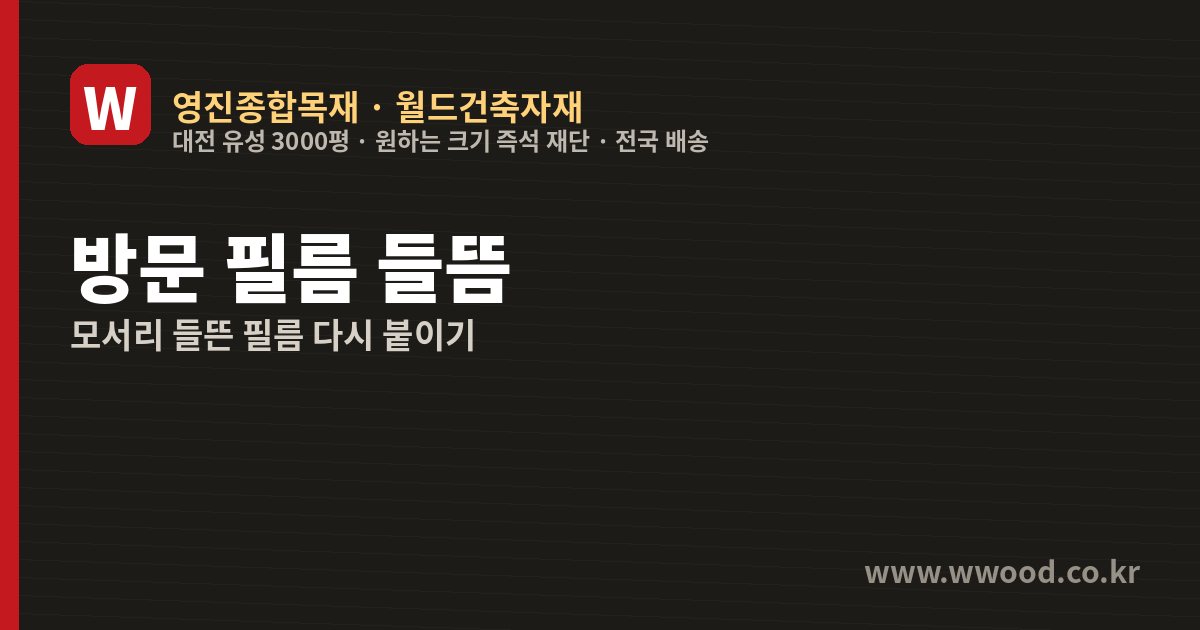 W
영진종합목재 · 월드건축자재
대전 유성 3000평 · 원하는 크기 즉석 재단 · 전국 배송
방문 필름 들뜸
모서리 들뜬 필름 다시 붙이기
www.wwood.co.kr